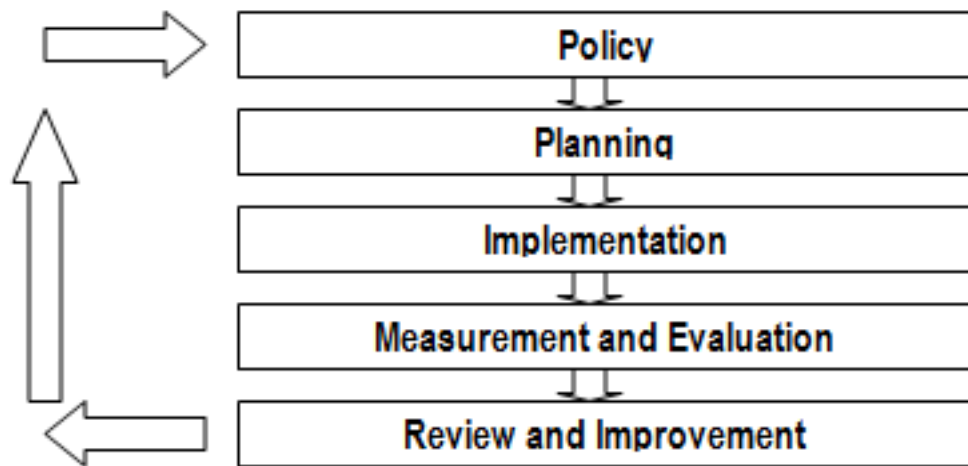 Policy
Planning
Implementation
Measurement and Evaluation
Review and Improvement